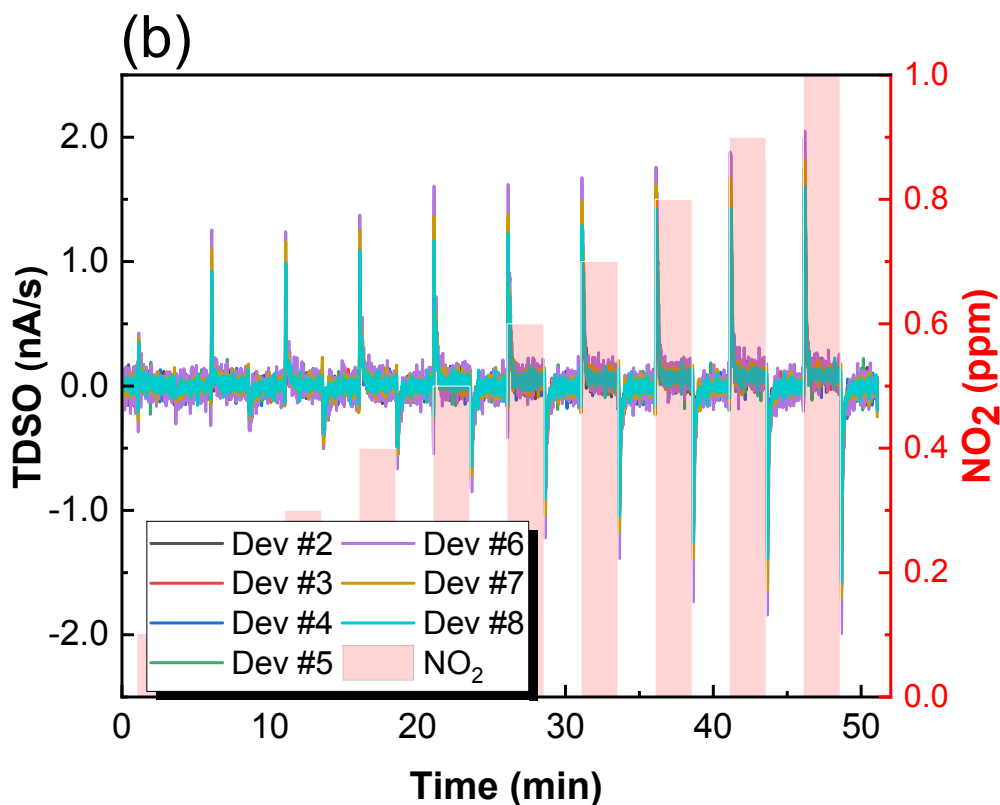 (b)
TDSO (nA/s)
2.0
1.0
0.0
-1.0
-2.0
Dev #2
Dev #6
Dev #3
Dev #7
Dev #4
Dev #8
Dev #5
NO₂
0 10 20 30 40 50
Time (min)
1.0
0.8
0.6
0.4
0.2
0.0
NO₂ (ppm)